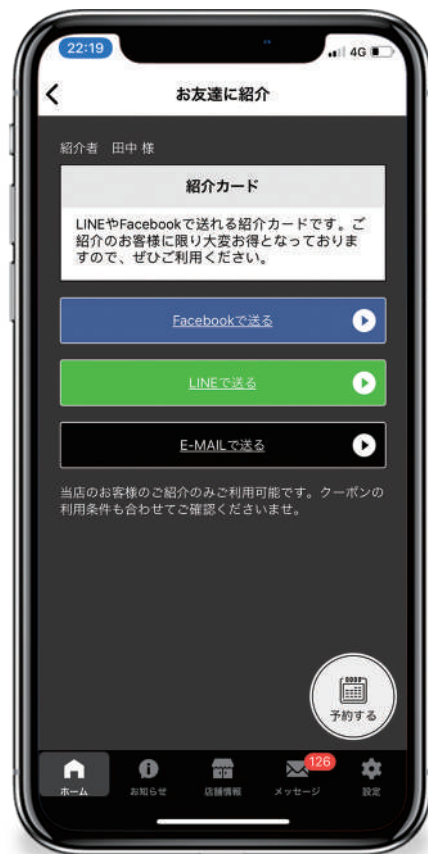 22:19
4G
お友達に紹介
紹介者 田中 様
紹介カード
LINEやFacebookで送れる紹介カードです。ご
紹介のお客様に限り大変お得となっておりま
すので、ぜひご利用ください。
Facebookで送る
LINEで送る
E-MAILで送る
当店のお客様のご紹介のみご利用可能です。クーポンの
利用条件も合わせてご確認くださいませ。
予約する
126
ホーム
お知らせ
店舗情報
メッセージ
設定